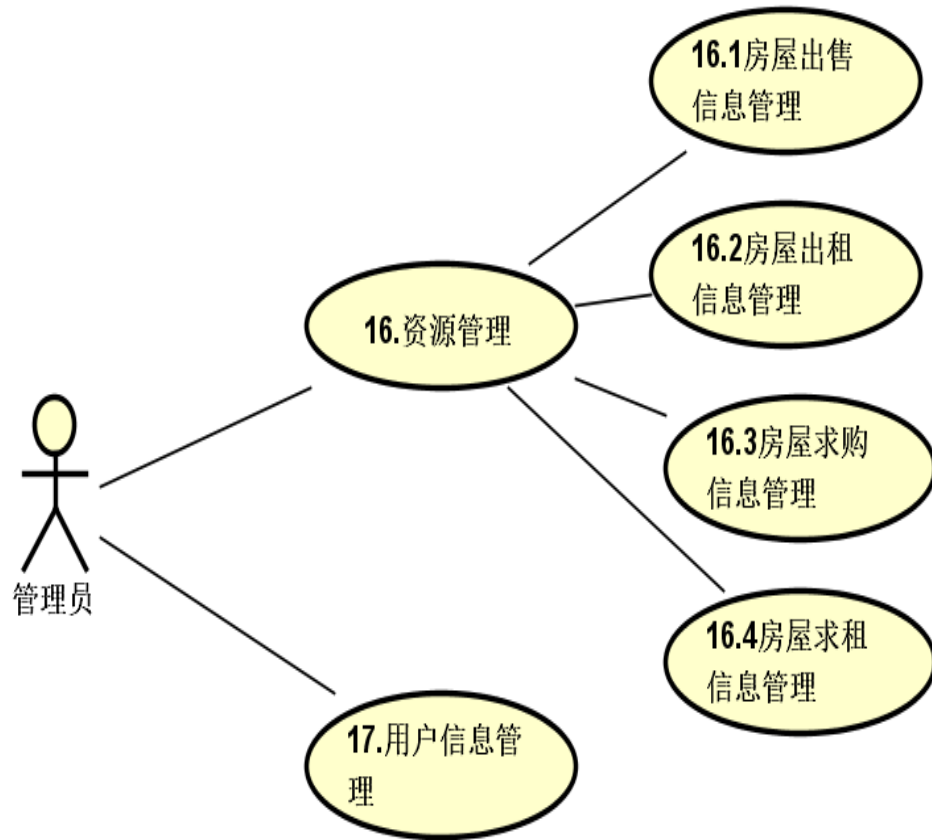 16.1房屋出售
信息管理
16.2房屋出租
信息管理
16.资源管理
16.3房屋求购
信息管理
管理员
16.4房屋求租
信息管理
17.用户信息管
理